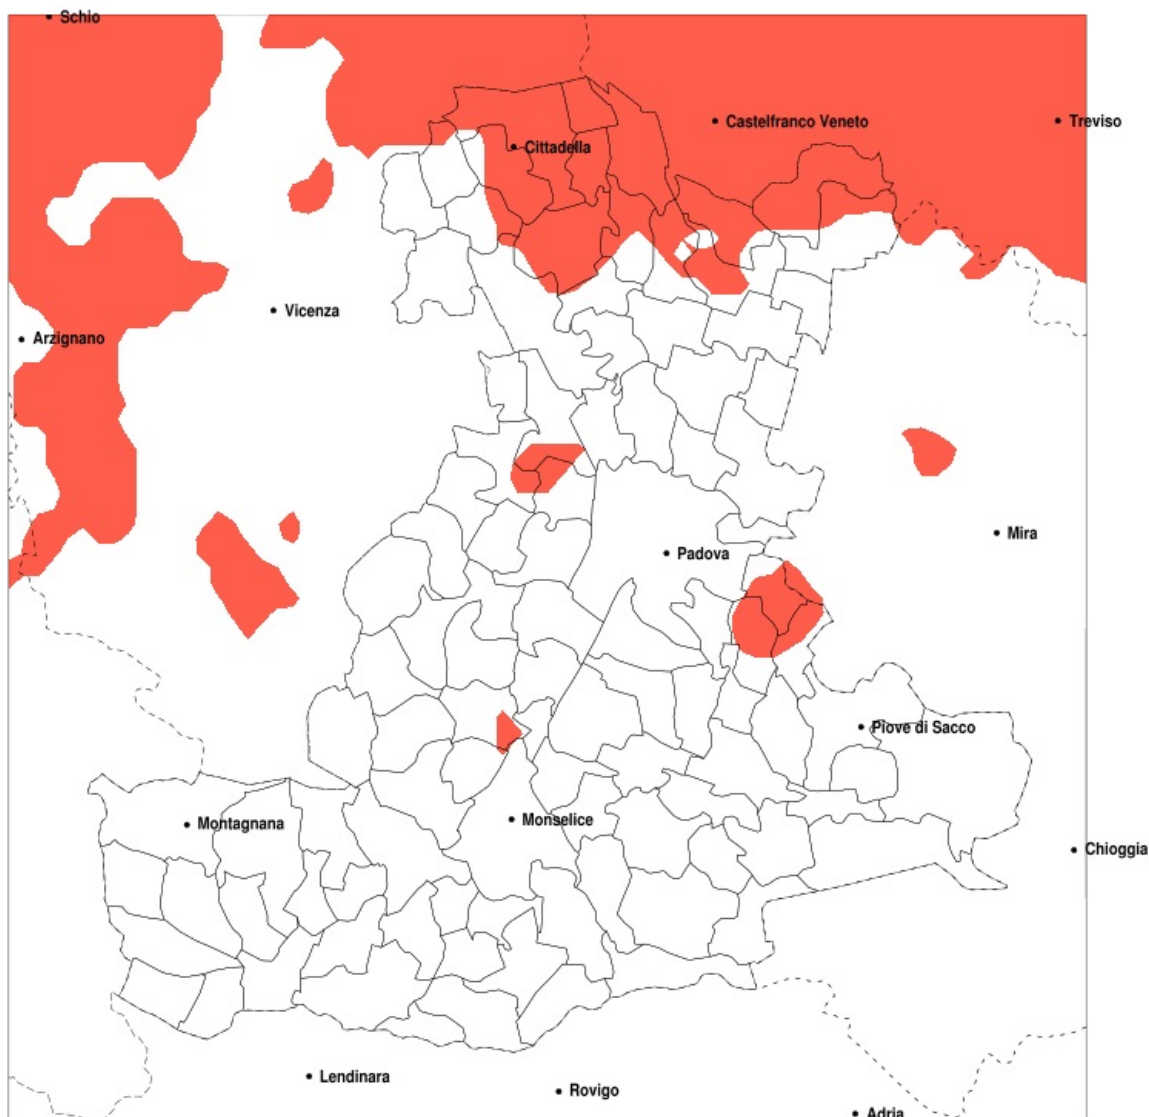 Schio
Castelfranco Veneto
Treviso
Cittadella
Vicenza
Arzignano
Mira
Padova
Piove di Sacco
Monselice
Montagnana
Chioggia
Lendinara
Rovigo
Adria